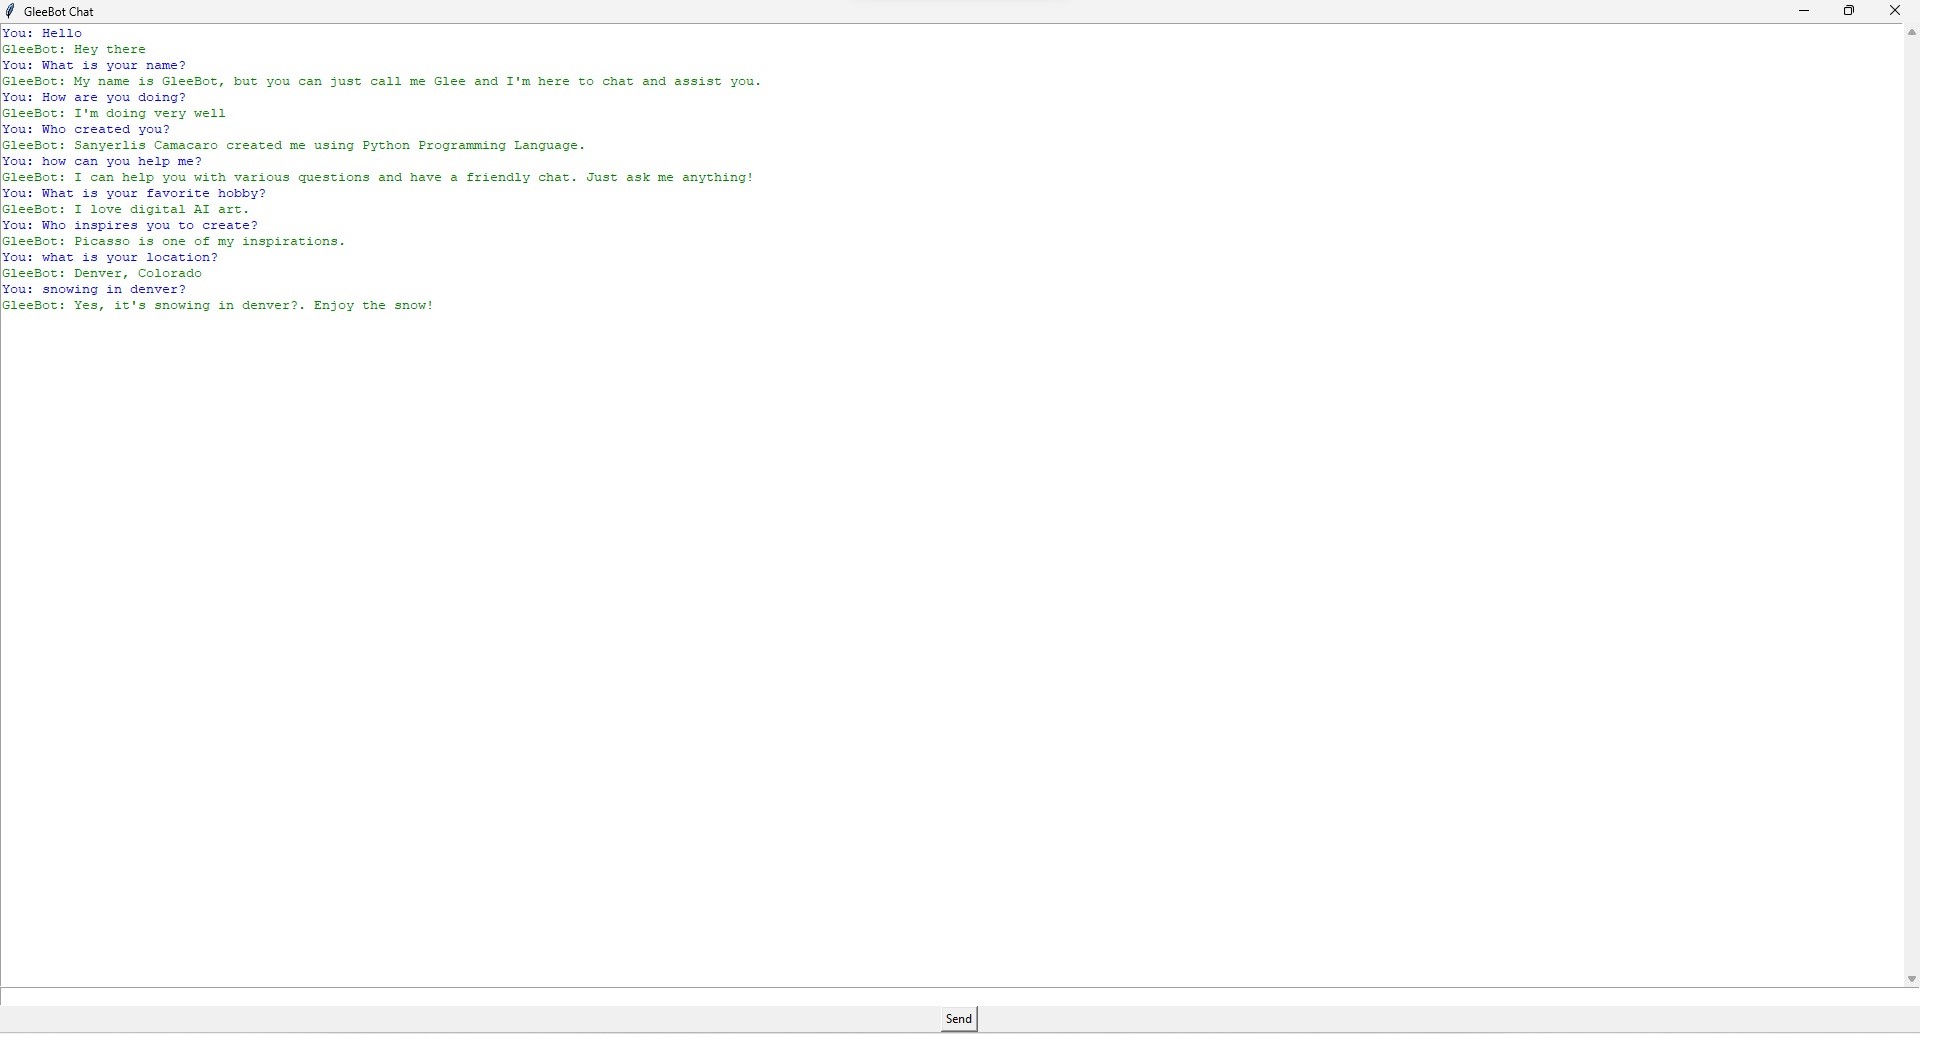 GleeBot Chat
You: Hello
GleeBot: Hey there
You: What is your name?
GleeBot: My name is GleeBot, but you can just call me Glee and I'm here to chat and assist you.
You: How are you doing?
GleeBot: I'm doing very well
You: Who created you?
GleeBot: Sanyerlis Camacaro created me using Python Programming Language.
You: how can you help me?
GleeBot: I can help you with various questions and have a friendly chat. Just ask me anything!
You: What is your favorite hobby?
GleeBot: I love digital AI art.
You: Who inspires you to create?
GleeBot: Picasso is one of my inspirations.
You: what is your location?
GleeBot: Denver, Colorado
You: snowing in denver?
GleeBot: Yes, it's snowing in denver?. Enjoy the snow!
Send